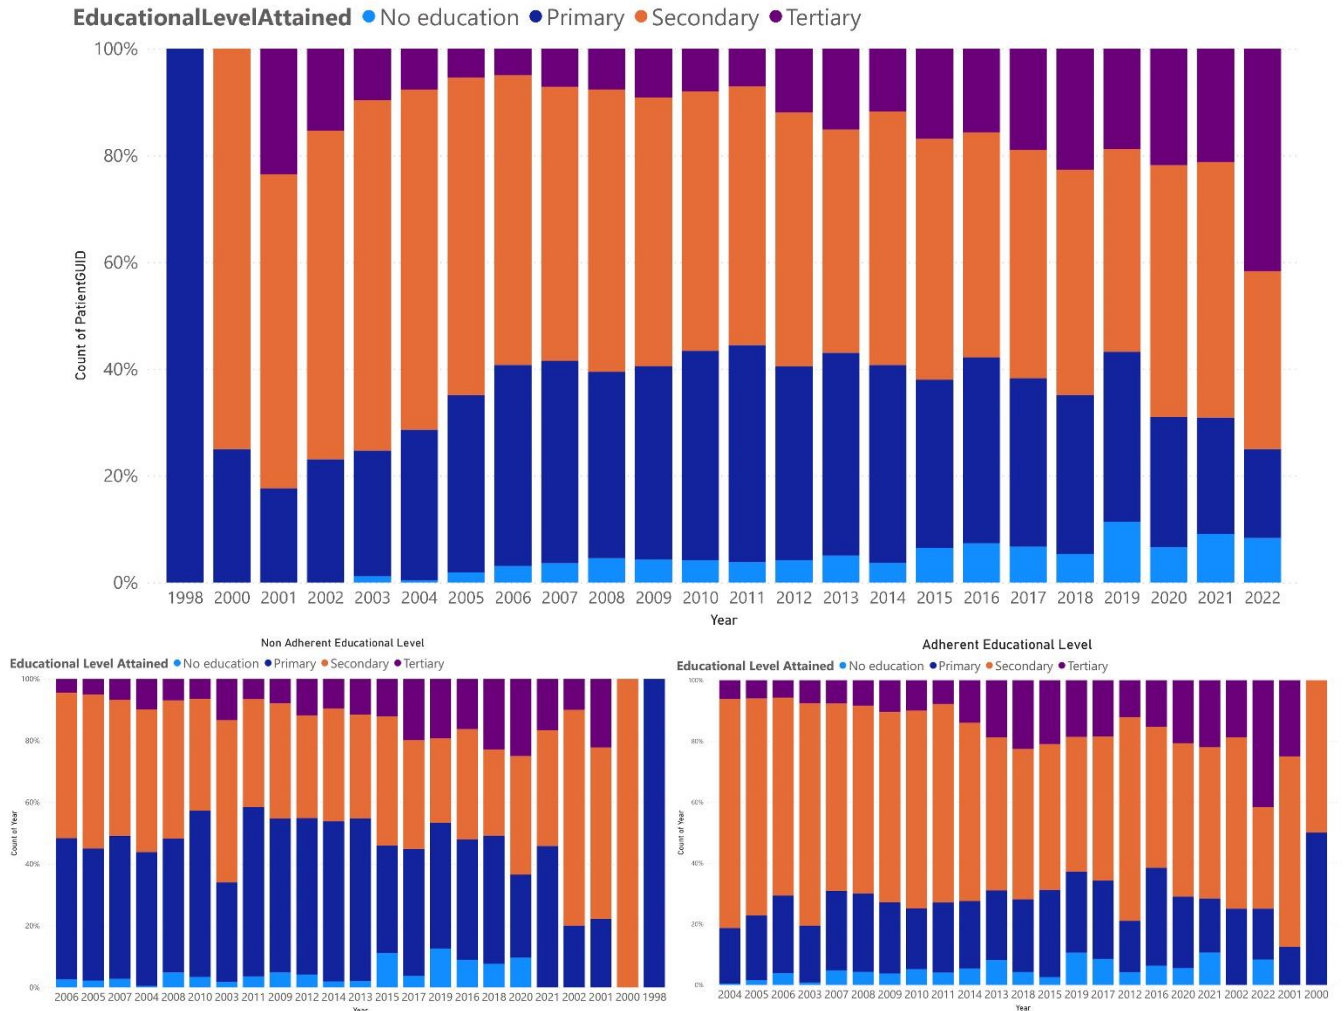 EducationalLevelAttained No education Primary Secondary Tertiary
100%
80%
60%
40%
20%
0%
Count of PatientGUID
1998 2000 2001 2002 2003 2004 2005 2006 2007 2008 2009 2010 2011 2012 2013 2014 2015 2016 2017 2018 2019 2020 2021 2022
Year
Non Adherent Educational Level
Educational Level Attained No education Primary Secondary Tertiary
100%
80%
60%
40%
20%
0%
Count of Year
2006 2005 2007 2004 2008 2010 2003 2011 2009 2012 2014 2013 2015 2017 2019 2016 2018 2020 2021 2002 2001 2000 1998
Year
Adherent Educational Level
Educational Level Attained No education Primary Secondary Tertiary
100%
80%
60%
40%
20%
0%
Count of Year
2004 2005 2006 2003 2007 2008 2009 2010 2011 2014 2013 2018 2015 2019 2017 2012 2016 2020 2021 2002 2022 2001 2000
Year